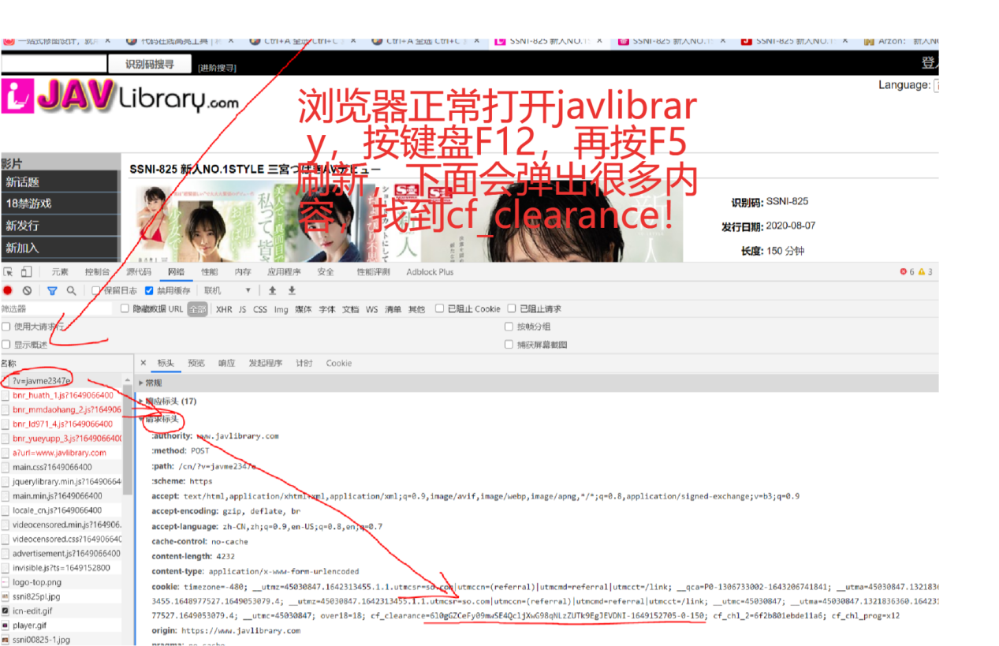 一站式修图设计，就
代码在线高亮工具
Ctrl+A 全选 Ctrl+C
Ctrl+A 全选 Ctrl+C
SSNI-825 新人NO.1
SSNI-825 新人NO.1
SSNI-825 新人NO.1
Arzon: 新人NO
识别码搜寻
[进阶搜寻]
登
JAVLibrary.com
Language:
浏览器正常打开javlibrar
y，按键盘F12，再按F5
刷新，下面会弹出很多内
容，找到cf_clearance！
影片
新话题
18禁游戏
新发行
新加入
SSNI-825 新人NO.1STYLE 三宮つばきAVデビュー
识别码: SSNI-825
发行日期: 2020-08-07
长度: 150 分钟
元素 控制台 源代码 网络 性能 内存 应用程序 安全 性能评测 Adblock Plus
6 3
保留日志 禁用缓存 联机
筛选器 隐藏数据 URL 全部 XHR JS CSS Img 媒体 字体 文档 WS 清单 其他 已阻止 Cookie 已阻止请求
使用大请求行 按帧分组
显示概述 捕获屏幕截图
名称
× 标头 预览 响应 发起程序 计时 Cookie
?v=javme2347e
bnr_huath_1.js?1649066400
bnr_mmdaohang_2.js?164906
bnr_ld971_4.js?1649066400
bnr_yueyupp_3.js?164906640
a?url=www.javlibrary.com
main.css?1649066400
jquerylibrary.min.js?16490664
main.min.js?1649066400
locale_cn.js?1649066400
videocensored.min.js?164906.
videocensored.css?164906640
advertisement.js?1649066400
invisible.js?ts=1649152800
logo-top.png
ssni825pl.jpg
icn-edit.gif
player.gif
ssni00825-1.jpg
常规
响应标头 (17)
请求标头
:authority: www.javlibrary.com
:method: POST
:path: /cn/?v=javme2347e
:scheme: https
accept: text/html,application/xhtml+xml,application/xml;q=0.9,image/avif,image/webp,image/apng,*/*;q=0.8,application/signed-exchange;v=b3;q=0.9
accept-encoding: gzip, deflate, br
accept-language: zh-CN,zh;q=0.9,en-US;q=0.8,en;q=0.7
cache-control: no-cache
content-length: 4232
content-type: application/x-www-form-urlencoded
cookie: timezone=-480; __utmz=45030847.1642313455.1.1.utmcsr=so.com|utmccn=(referral)|utmcmd=referral|utmcct=/link; __qca=P0-1306733002-1643206741841; __utma=45030847.1321836
3455.1648977527.1649053079.4; __utmz=45030847.1642313455.1.1.utmcsr=so.com|utmccn=(referral)|utmcmd=referral|utmcct=/link; __utmc=45030847; __utma=45030847.1321836360.164231
77527.1649053079.4; __utmc=45030847; over18=18; cf_clearance=6l0gGZCeFy09mwSE4QcljXwG98qNLzZUTk9EgJEVDNI-1649152705-0-150; cf_chl_2=6f2b801ebde11a6; cf_chl_prog=x12
origin: https://www.javlibrary.com
pragma: no-cache